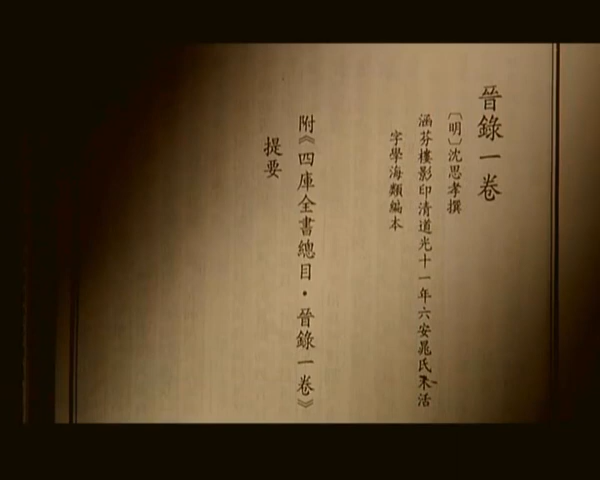 晉錄一卷
〔明〕沈思孝撰
涵芬樓影印清道光十一年六安晁氏木活
字學海類編本
附《四庫全書總目·晉錄一卷》
提要